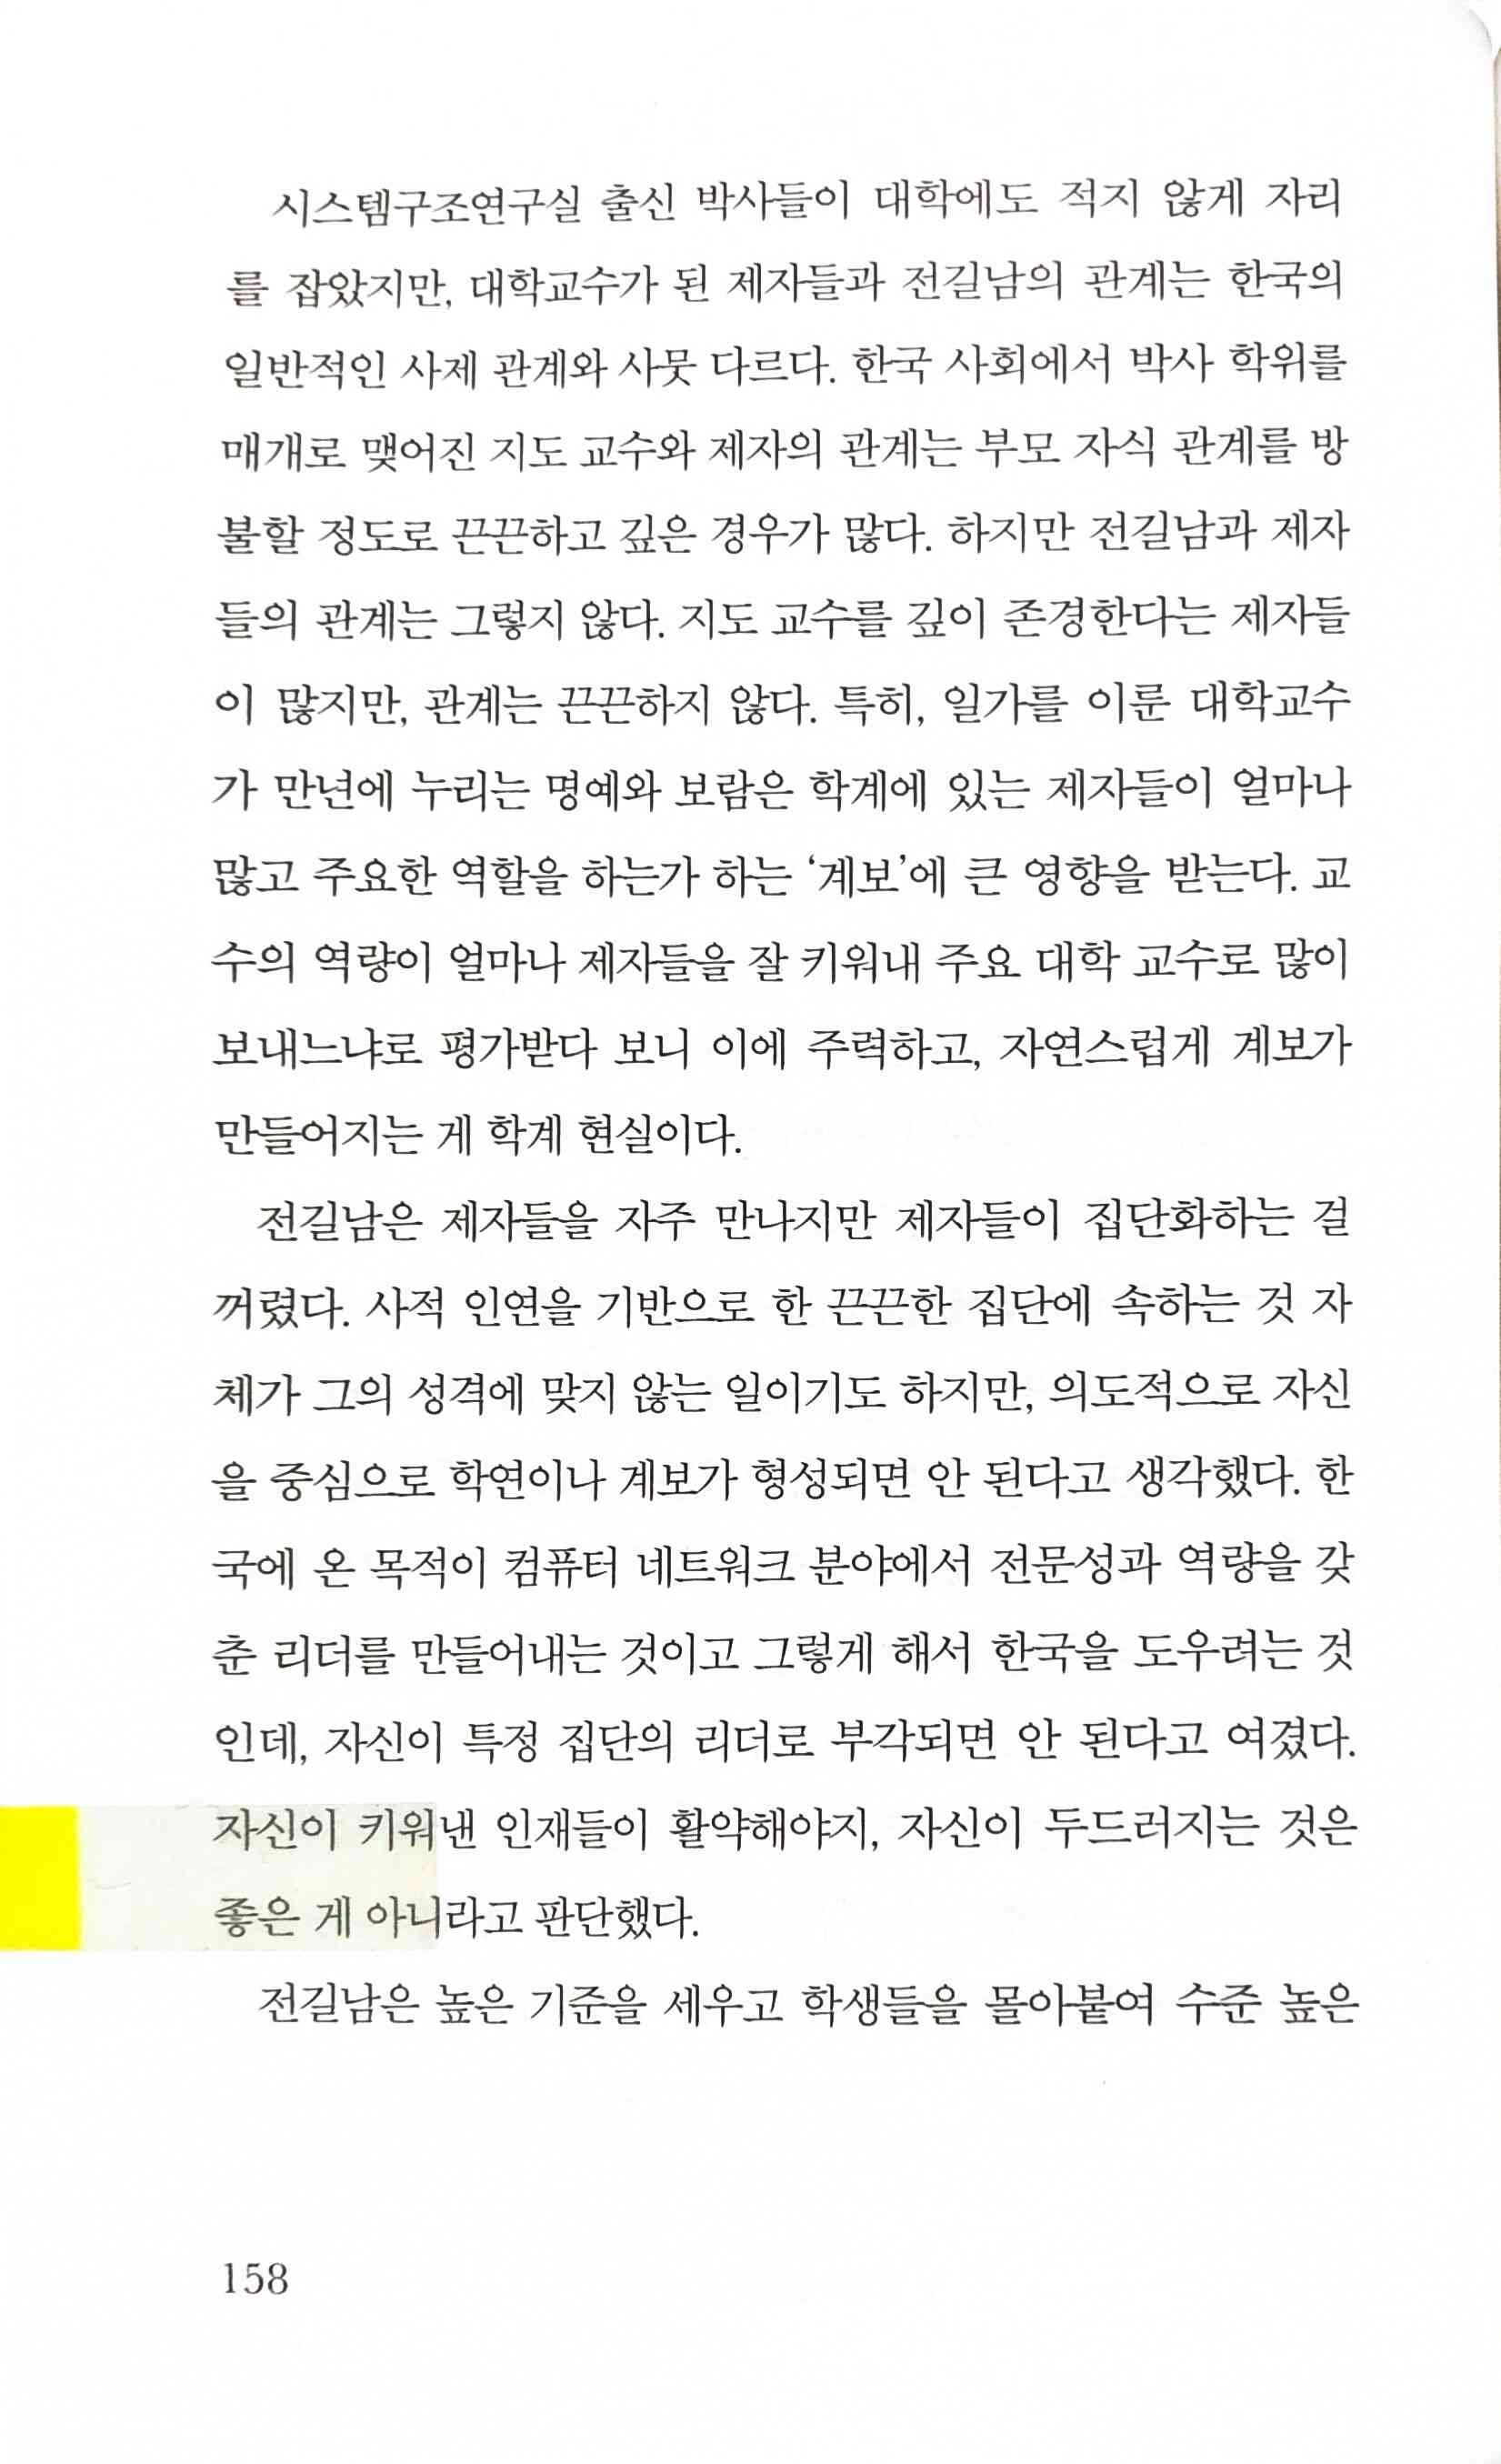 시스템구조연구실 출신 박사들이 대학에도 적지 않게 자리
를 잡았지만, 대학교수가 된 제자들과 전길남의 관계는 한국의
일반적인 사제 관계와 사뭇 다르다. 한국 사회에서 박사 학위를
매개로 맺어진 지도 교수와 제자의 관계는 부모 자식 관계를 방
불할 정도로 끈끈하고 깊은 경우가 많다. 하지만 전길남과 제자
들의 관계는 그렇지 않다. 지도 교수를 깊이 존경한다는 제자들
이 많지만, 관계는 끈끈하지 않다. 특히, 일가를 이룬 대학교수
가 만년에 누리는 명예와 보람은 학계에 있는 제자들이 얼마나
많고 주요한 역할을 하는가 하는 ‘계보’에 큰 영향을 받는다. 교
수의 역량이 얼마나 제자들을 잘 키워내 주요 대학 교수로 많이
보내느냐로 평가받다 보니 이에 주력하고, 자연스럽게 계보가
만들어지는 게 학계 현실이다.
전길남은 제자들을 자주 만나지만 제자들이 집단화하는 걸
꺼렸다. 사적 인연을 기반으로 한 끈끈한 집단에 속하는 것 자
체가 그의 성격에 맞지 않는 일이기도 하지만, 의도적으로 자신
을 중심으로 학연이나 계보가 형성되면 안 된다고 생각했다. 한
국에 온 목적이 컴퓨터 네트워크 분야에서 전문성과 역량을 갖
춘 리더를 만들어내는 것이고 그렇게 해서 한국을 도우려는 것
인데, 자신이 특정 집단의 리더로 부각되면 안 된다고 여겼다.
자신이 키워낸 인재들이 활약해야지, 자신이 두드러지는 것은
좋은 게 아니라고 판단했다.
전길남은 높은 기준을 세우고 학생들을 몰아붙여 수준 높은
158